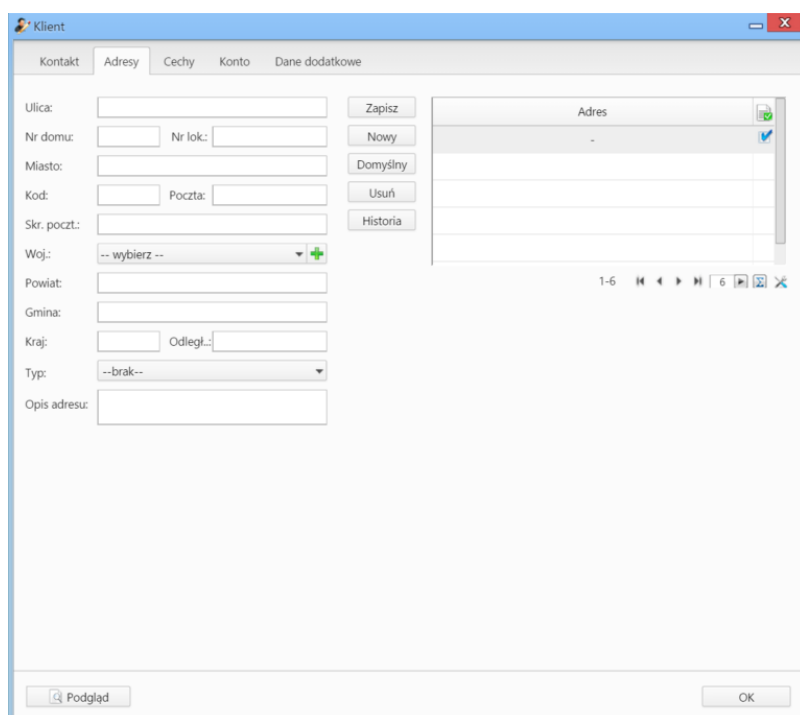 Klient
Kontakt Adresy Cechy Konto Dane dodatkowe
Ulica: Zapisz Adres
Nr domu: Nr lok.: Nowy -
Miasto: Domyślny
Kod: Poczta: Usuń
Skr. poczt.: Historia
Woj.: -- wybierz --
Powiat: 1-6 6
Gmina:
Kraj: Odległ..:
Typ: --brak--
Opis adresu:
Podgląd OK